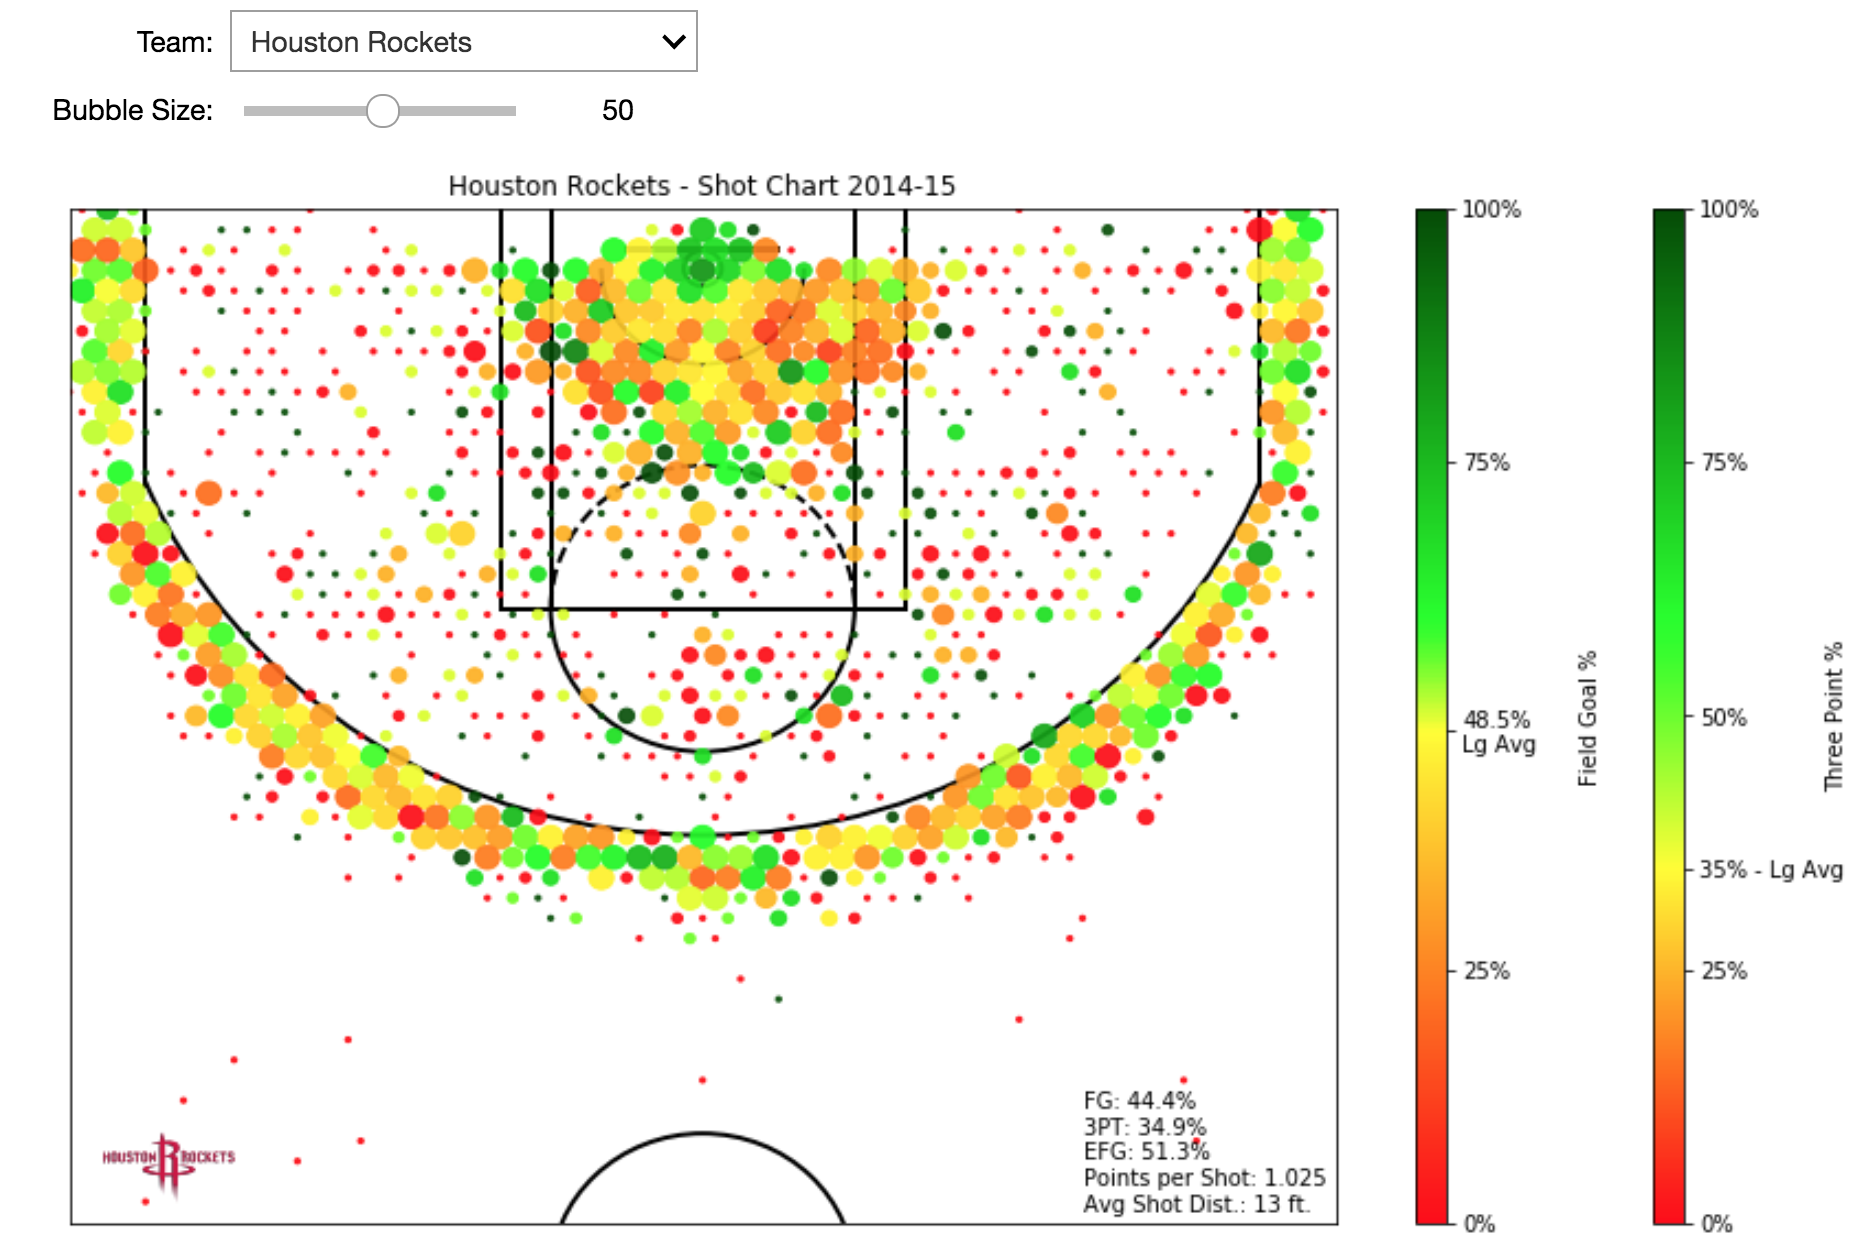 Team: Houston Rockets
Bubble Size: 50
Houston Rockets - Shot Chart 2014-15
100%
75%
48.5%
Lg Avg
25%
0%
Field Goal %
100%
75%
50%
35% - Lg Avg
25%
0%
Three Point %
FG: 44.4%
3PT: 34.9%
EFG: 51.3%
Points per Shot: 1.025
Avg Shot Dist.: 13 ft.
HOUSTON R ROCKETS